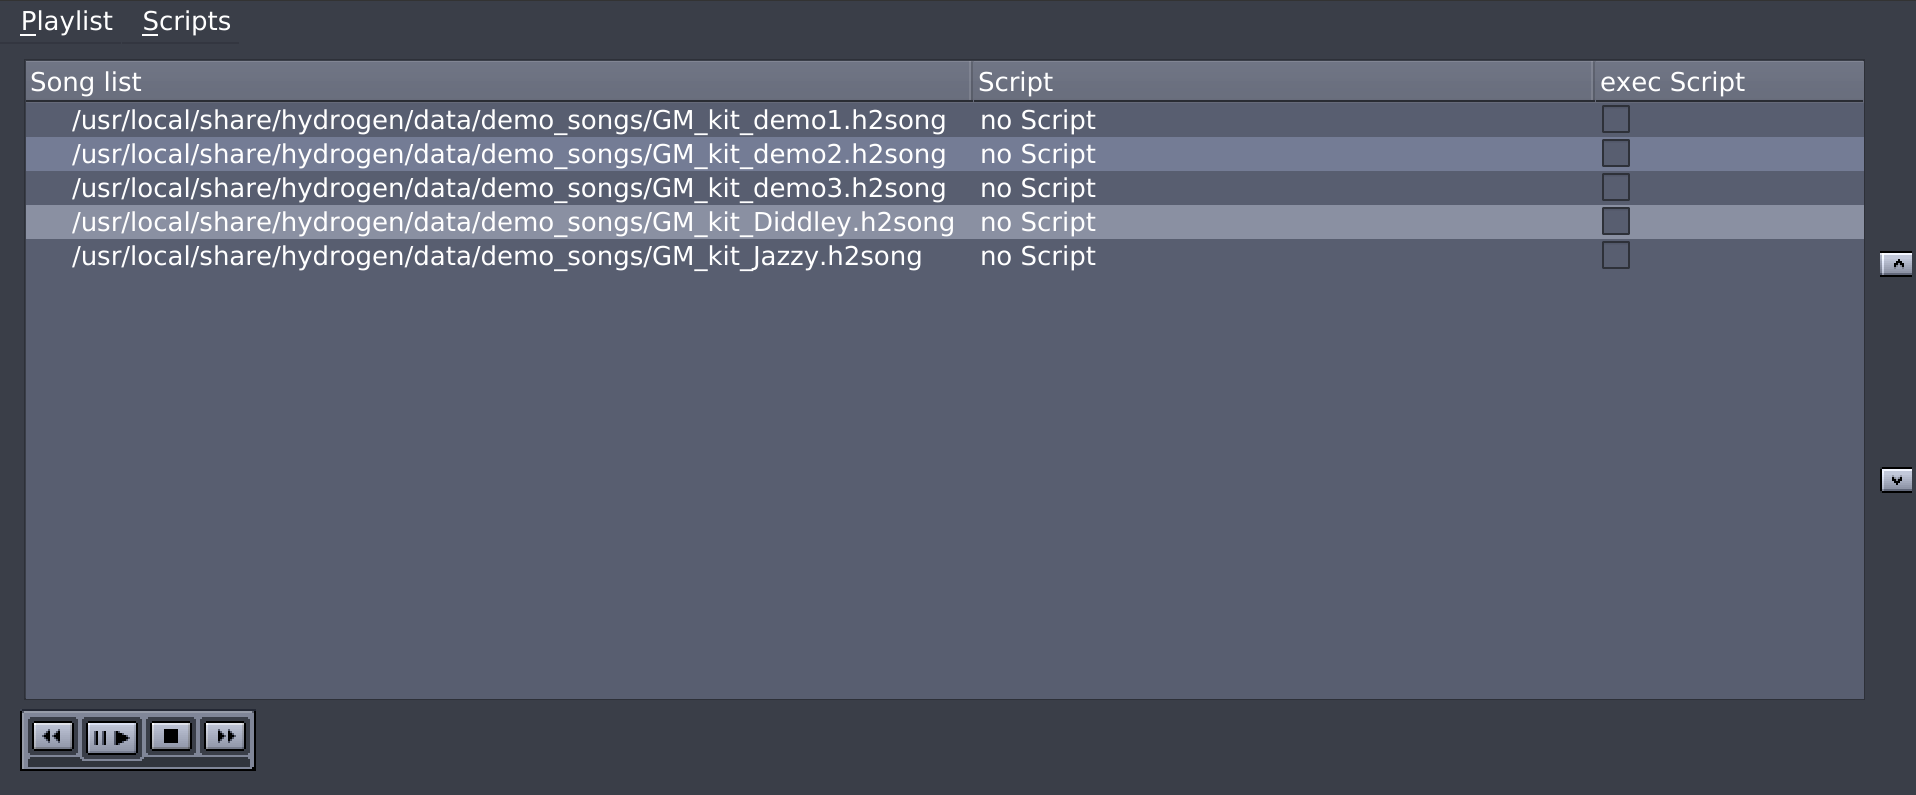 Playlist Scripts
Song list Script exec Script
/usr/local/share/hydrogen/data/demo_songs/GM_kit_demo1.h2song no Script
/usr/local/share/hydrogen/data/demo_songs/GM_kit_demo2.h2song no Script
/usr/local/share/hydrogen/data/demo_songs/GM_kit_demo3.h2song no Script
/usr/local/share/hydrogen/data/demo_songs/GM_kit_Diddley.h2song no Script
/usr/local/share/hydrogen/data/demo_songs/GM_kit_Jazzy.h2song no Script